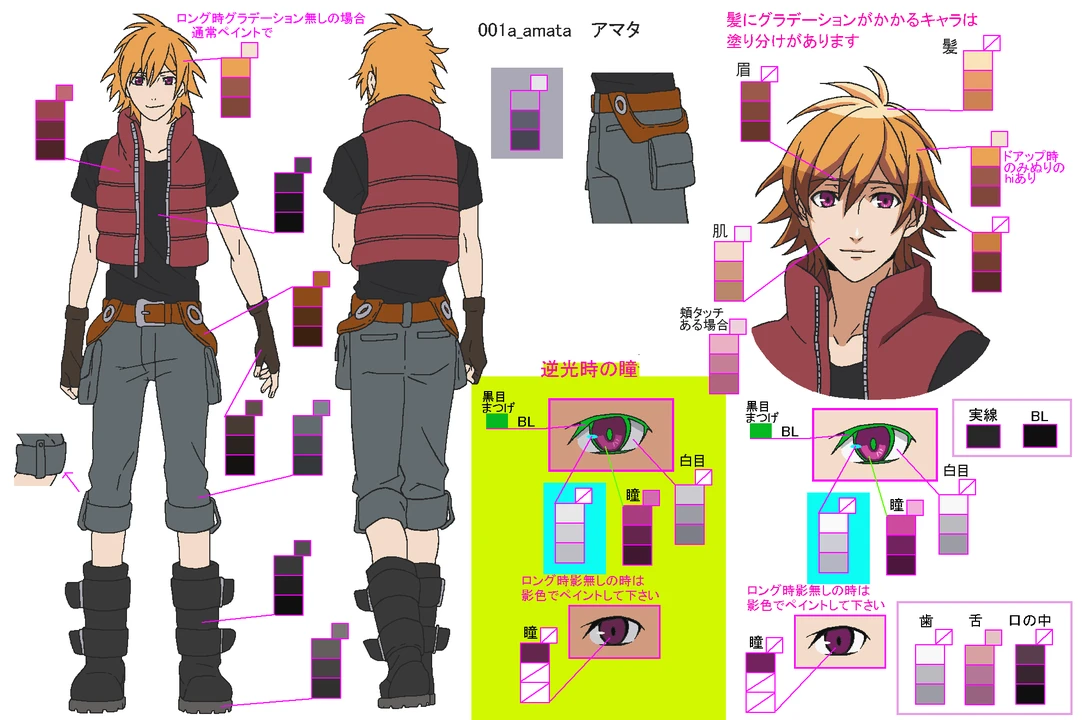 ロング時グラデーション無しの場合
通常ペイントで
001a_amata アマタ
髪にグラデーションがかかるキャラは
塗り分けがあります
髪
眉
ドアップ時
のみぬりの
hiあり
肌
頬タッチ
ある場合
逆光時の瞳
黒目
まつげ
BL
白目
瞳
ロング時影無しの時は
影色でペイントして下さい
瞳
黒目
まつげ
BL
実線
BL
白目
瞳
ロング時影無しの時は
影色でペイントして下さい
瞳
歯
舌
口の中